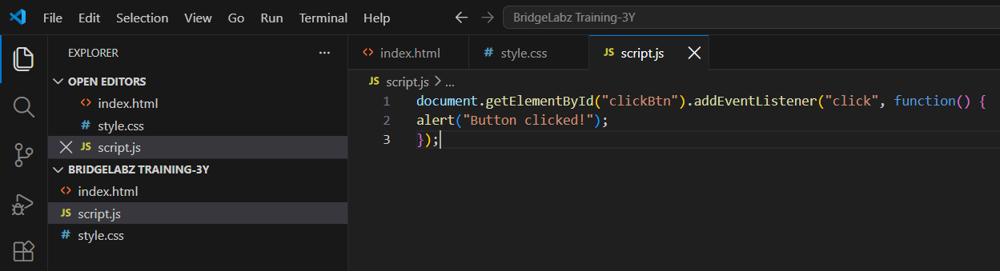 File Edit Selection View Go Run Terminal Help BridgeLabz Training-3Y
EXPLORER ...
OPEN EDITORS
index.html
style.css
JS script.js
BRIDGELABZ TRAINING-3Y
index.html
JS script.js
# style.css
index.html # style.css JS script.js
JS script.js > ...
1 document.getElementById("clickBtn").addEventListener("click", function() {
2 alert("Button clicked!");
3 });